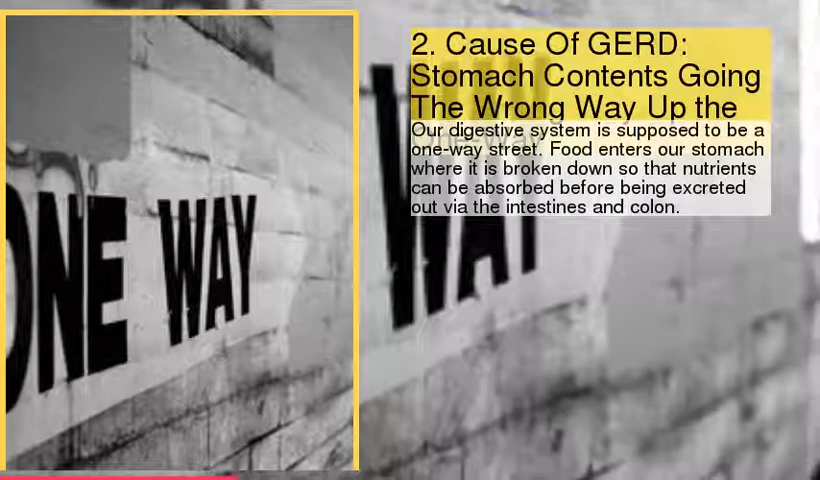 ONE WAY
WAY
2. Cause Of GERD:
Stomach Contents Going
The Wrong Way Up the
One-way
Our digestive system is supposed to be a
one-way street. Food enters our stomach
where it is broken down so that nutrients
can be absorbed before being excreted
out via the intestines and colon.